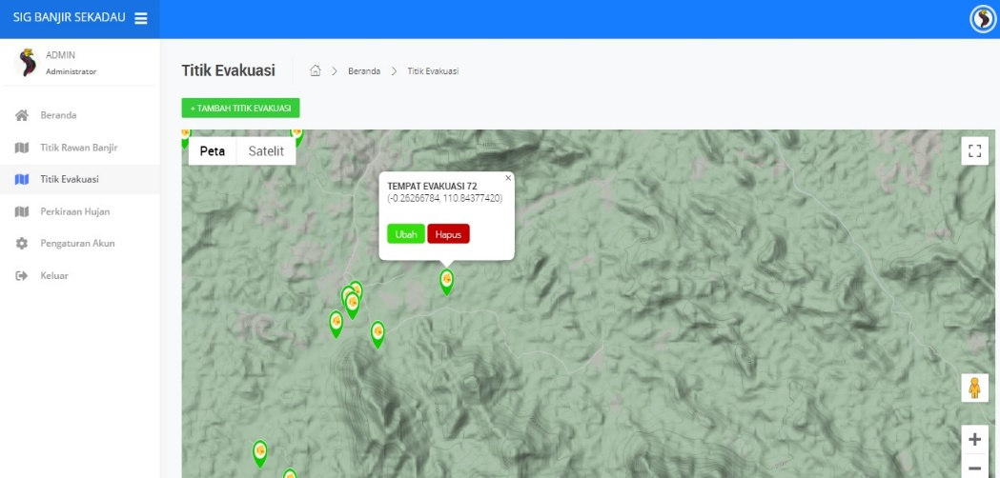 SIG BANJIR SEKADAU
ADMIN
Administrator
Titik Evakuasi
Beranda
Titik Evakuasi
+ TAMBAH TITIK EVAKUASI
Beranda
Titik Rawan Banjir
Titik Evakuasi
Perkiraan Hujan
Pengaturan Akun
Keluar
Peta
Satelit
TEMPAT EVAKUASI 72
(-0.26266784, 110.84377420)
Ubah
Hapus